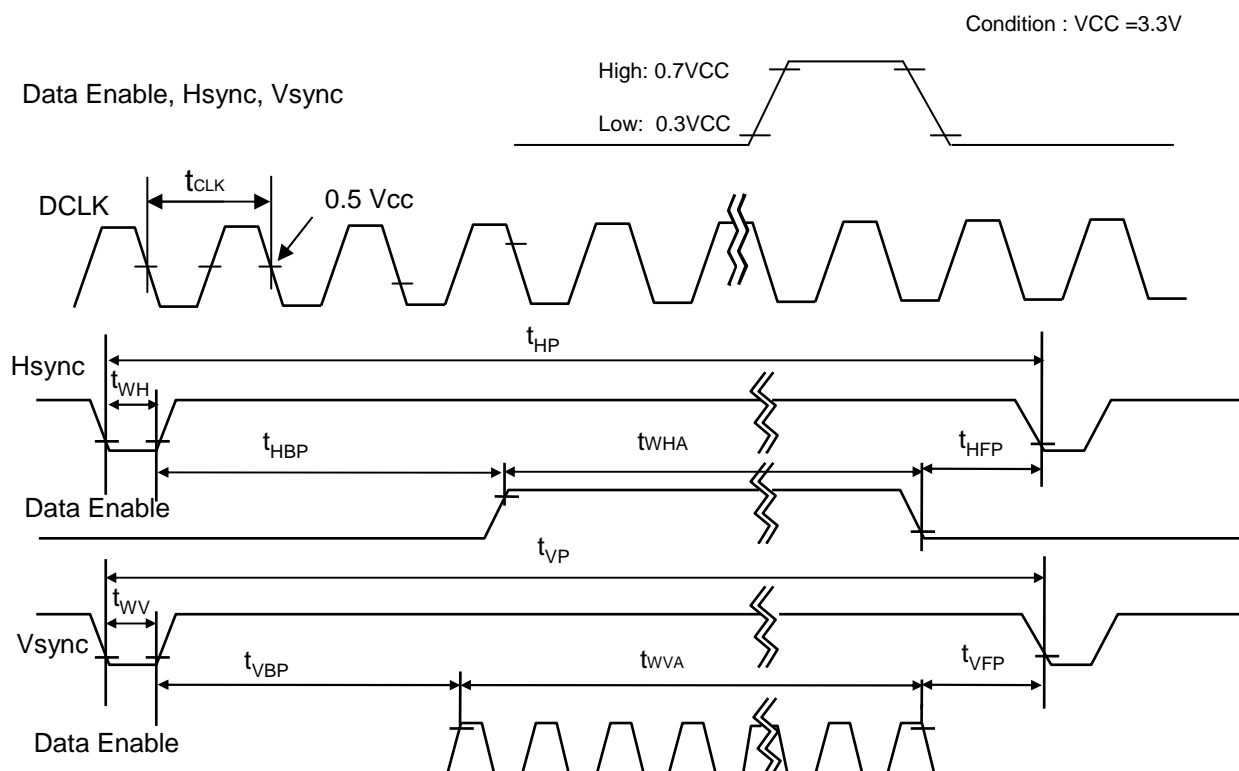 Condition : VCC =3.3V
High: 0.7VCC
Data Enable, Hsync, Vsync
Low: 0.3VCC
tCLK
DCLK
0.5 Vcc
tHP
Hsync
tWH
tHBP
tWHA
tHFP
Data Enable
tVP
tWV
Vsync
tVBP
tWVA
tVFP
Data Enable